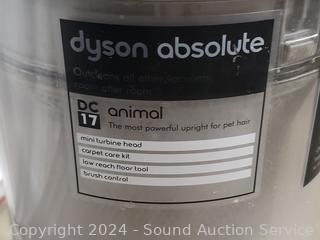 dyson absolute
Outcleans all other vacuums
room after room
DC
17
animal
The most powerful upright for pet hair
mini turbine head
carpet care kit
low reach floor tool
brush control
Copyright 2024 - Sound Auction Service